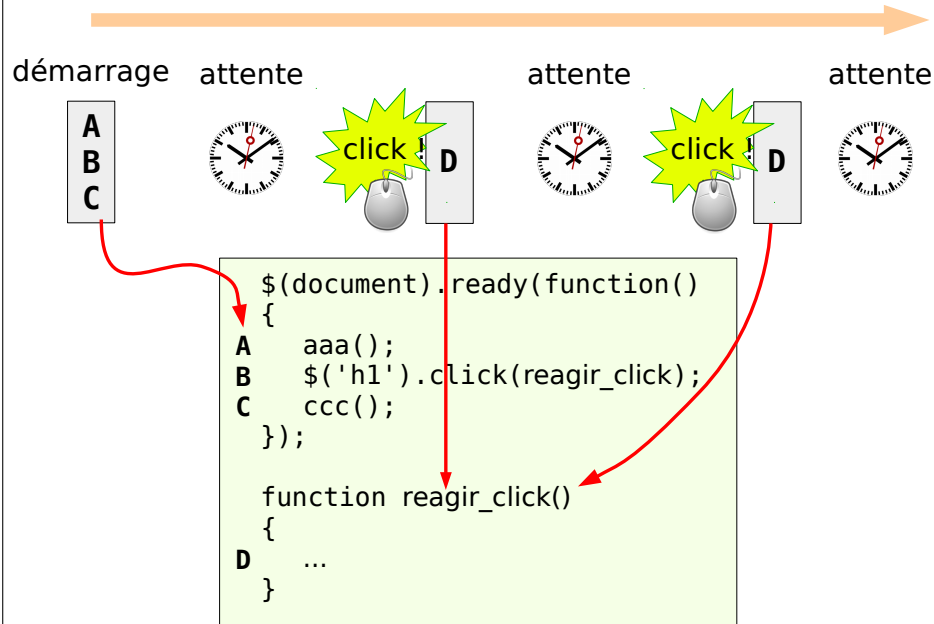 démarrage attente attente attente
A
B
C
click !
D
click !
D
$(document).ready(function()
{
A aaa();
B $('h1').click(reagir_click);
C ccc();
});
function reagir_click()
{
D ...
}